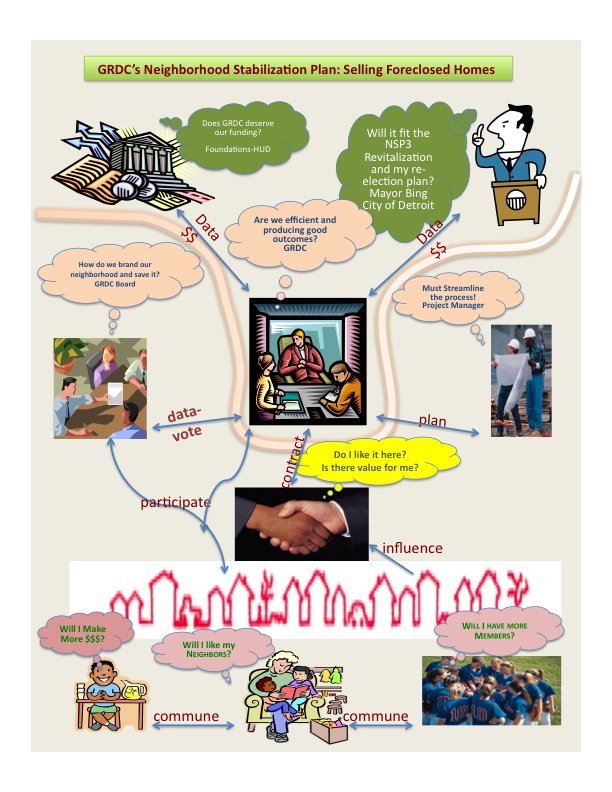 GRDC's Neighborhood Stabilization Plan: Selling Foreclosed Homes
Does GRDC deserve
our funding?
Foundations-HUD
Will it fit the
NSP3
Revitalization
and my re-
election plan?
Mayor Bing
City of Detroit
Data
$$
Are we efficient and
producing good
outcomes?
GRDC
Data
$$
How do we brand our
neighborhood and save it?
GRDC Board
Must Streamline
the process!
Project Manager
data-
vote
plan
contract
Do I like it here?
Is there value for me?
participate
influence
Will I Make
More $$$?
Will I like my
NEIGHBORS?
WILL I HAVE MORE
MEMBERS?
commune
commune